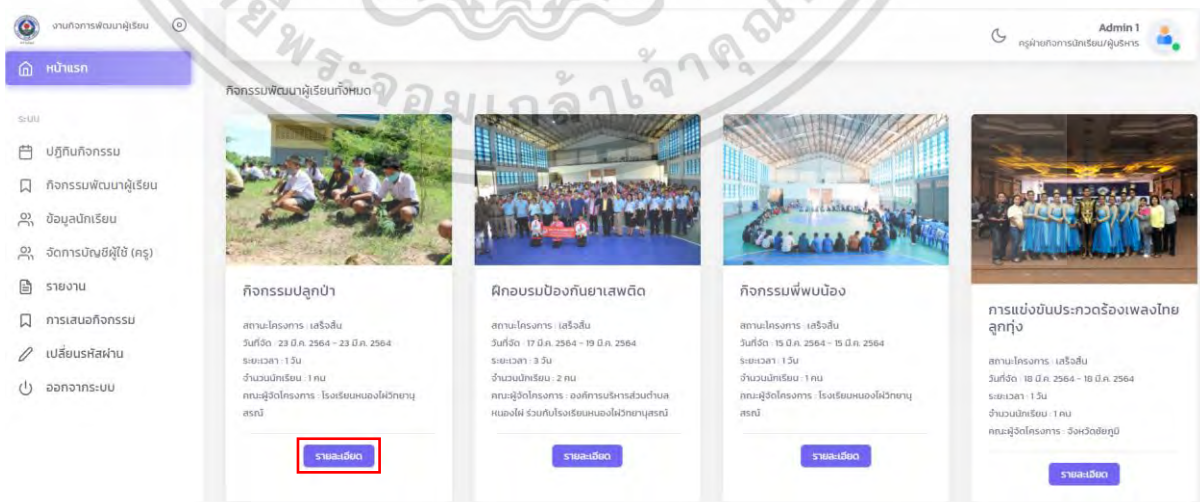 งานกิจการพัฒนาผู้เรียน
Admin 1
ครูฝ่ายกิจการนักเรียน/ผู้บริหาร
หน้าแรก
ระบบ
ปฏิทินกิจกรรม
กิจกรรมพัฒนาผู้เรียน
ข้อมูลนักเรียน
จัดการบัญชีผู้ใช้ (ครู)
รายงาน
การเสนอกิจกรรม
เปลี่ยนรหัสผ่าน
ออกจากระบบ
พระจอมเกล้าเจ้าคุณ
กิจกรรมพัฒนาผู้เรียนทั้งหมด
กิจกรรมปลูกป่า
สถานะโครงการ : เสร็จสิ้น
วันที่จัด : 23 มี.ค. 2564 - 23 มี.ค. 2564
ระยะเวลา : 1 วัน
จำนวนนักเรียน : 1 คน
คณะผู้จัดโครงการ : โรงเรียนหนองไผ่วิทยานุ
สรณ์
รายละเอียด
ฝึกอบรมป้องกันยาเสพติด
สถานะโครงการ : เสร็จสิ้น
วันที่จัด : 17 มี.ค. 2564 - 19 มี.ค. 2564
ระยะเวลา : 3 วัน
จำนวนนักเรียน : 2 คน
คณะผู้จัดโครงการ : องค์การบริหารส่วนตำบล
หนองไผ่ ร่วมกับโรงเรียนหนองไผ่วิทยานุสรณ์
รายละเอียด
กิจกรรมพี่พบน้อง
สถานะโครงการ : เสร็จสิ้น
วันที่จัด : 15 มี.ค. 2564 - 15 มี.ค. 2564
ระยะเวลา : 1 วัน
จำนวนนักเรียน : 1 คน
คณะผู้จัดโครงการ : โรงเรียนหนองไผ่วิทยานุ
สรณ์
รายละเอียด
การแข่งขันประกวดร้องเพลงไทย
ลูกทุ่ง
สถานะโครงการ : เสร็จสิ้น
วันที่จัด : 18 มี.ค. 2564 - 18 มี.ค. 2564
ระยะเวลา : 1 วัน
จำนวนนักเรียน : 1 คน
คณะผู้จัดโครงการ : จังหวัดชัยภูมิ
รายละเอียด